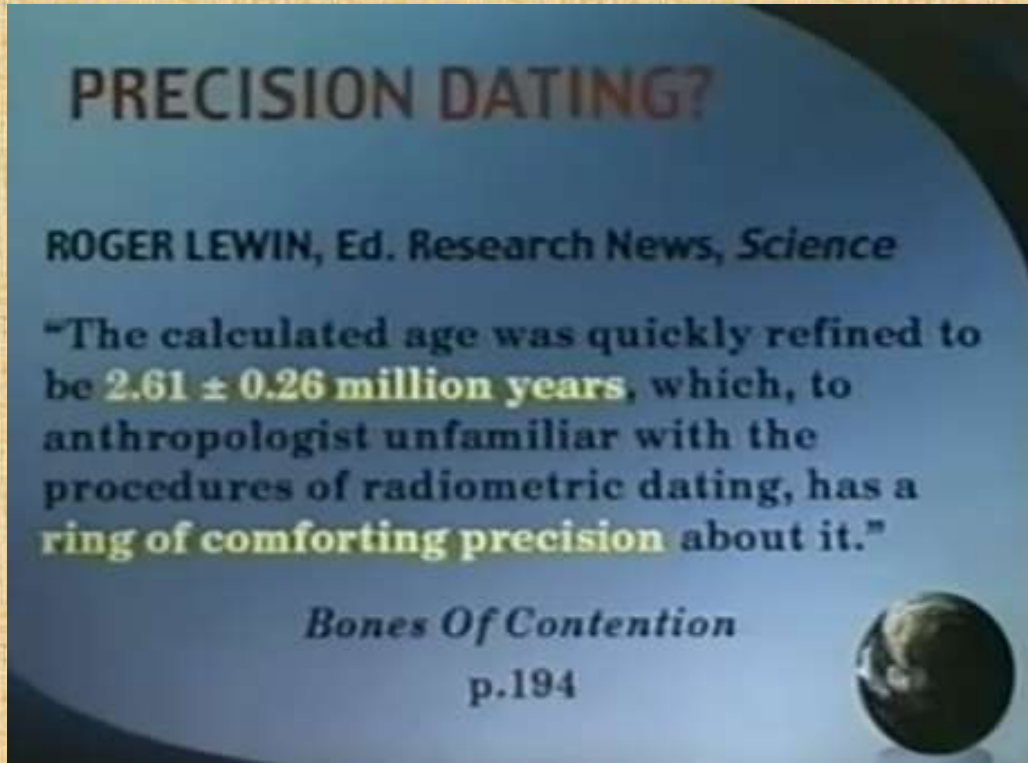 PRECISION DATING?
ROGER LEWIN, Ed. Research News, Science
“The calculated age was quickly refined to
be 2.61 ± 0.26 million years, which, to
anthropologist unfamiliar with the
procedures of radiometric dating, has a
ring of comforting precision about it.”
Bones Of Contention
p.194